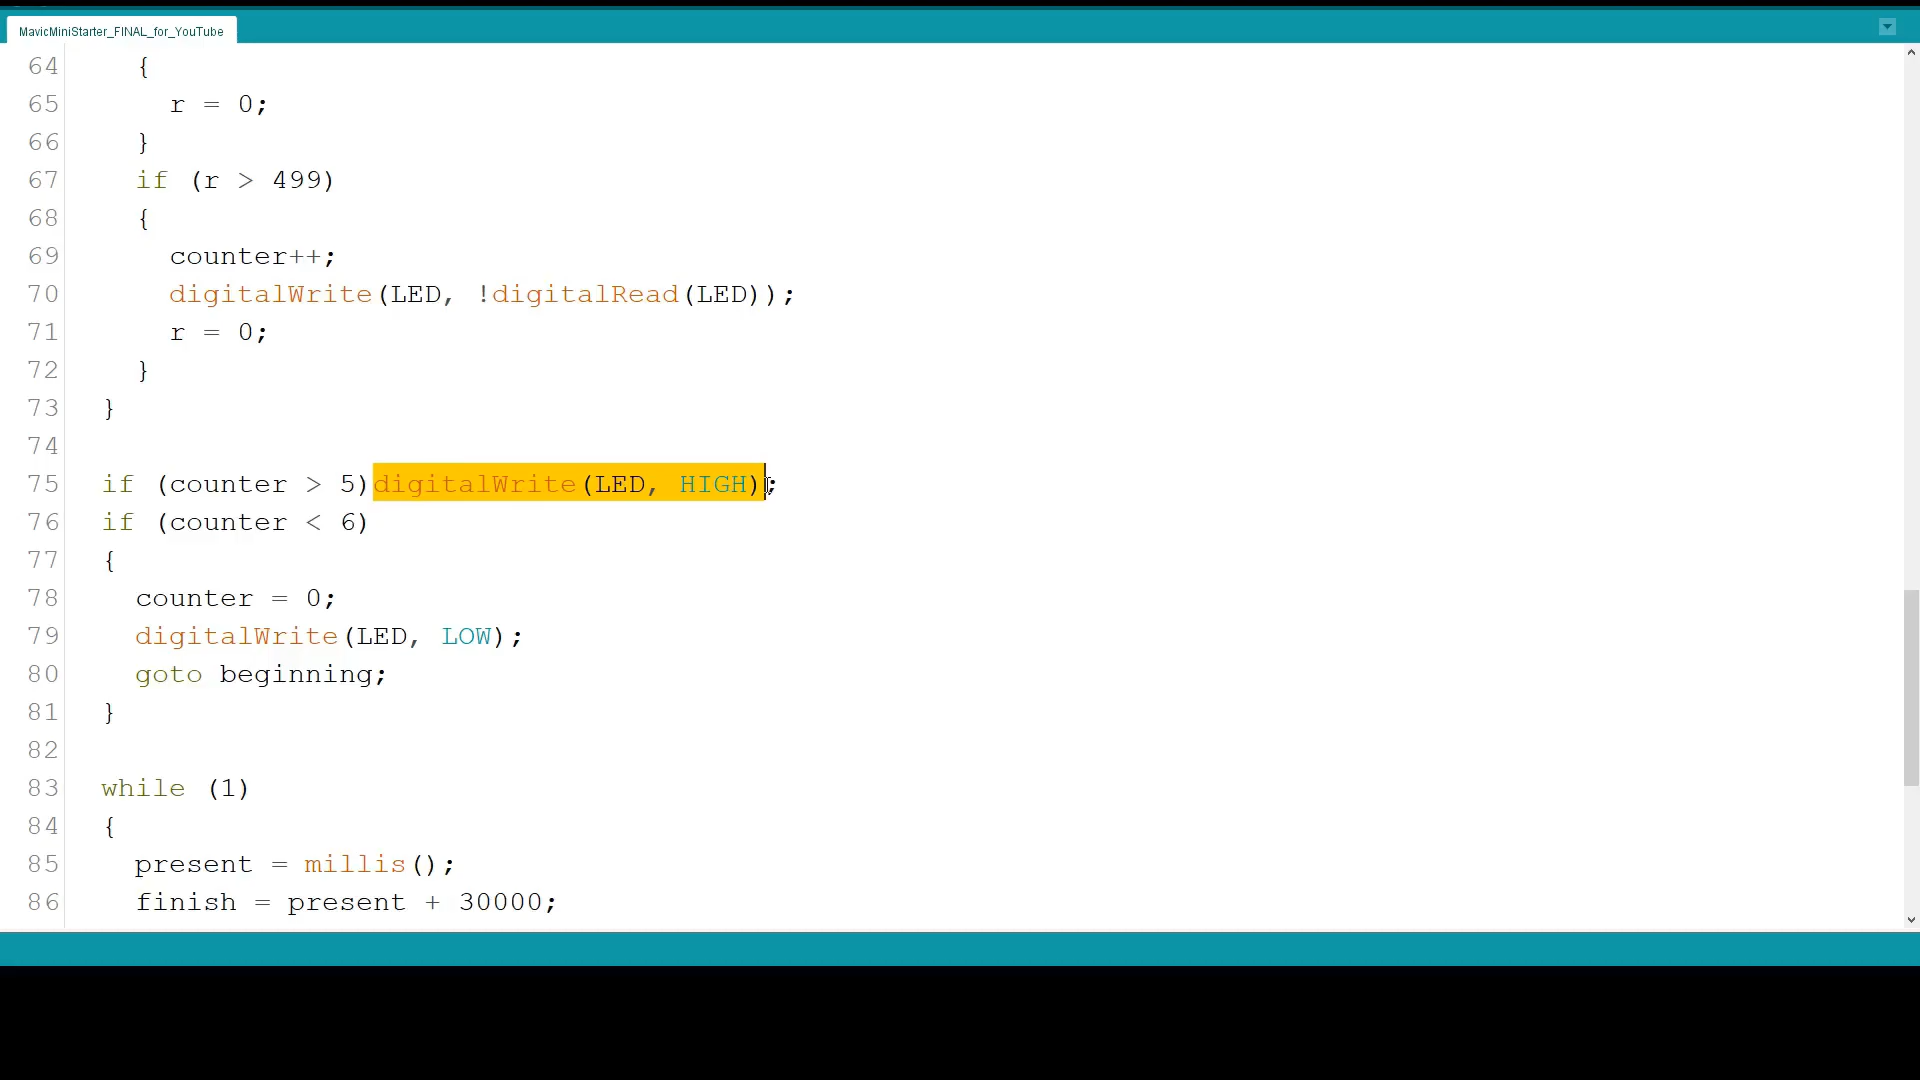 MavicMiniStarter_FINAL_for_YouTube
64 {
65 r = 0;
66 }
67 if (r > 499)
68 {
69 counter++;
70 digitalWrite(LED, !digitalRead(LED));
71 r = 0;
72 }
73 }
74
75 if (counter > 5)digitalWrite(LED, HIGH);
76 if (counter < 6)
77 {
78 counter = 0;
79 digitalWrite(LED, LOW);
80 goto beginning;
81 }
82
83 while (1)
84 {
85 present = millis();
86 finish = present + 30000;